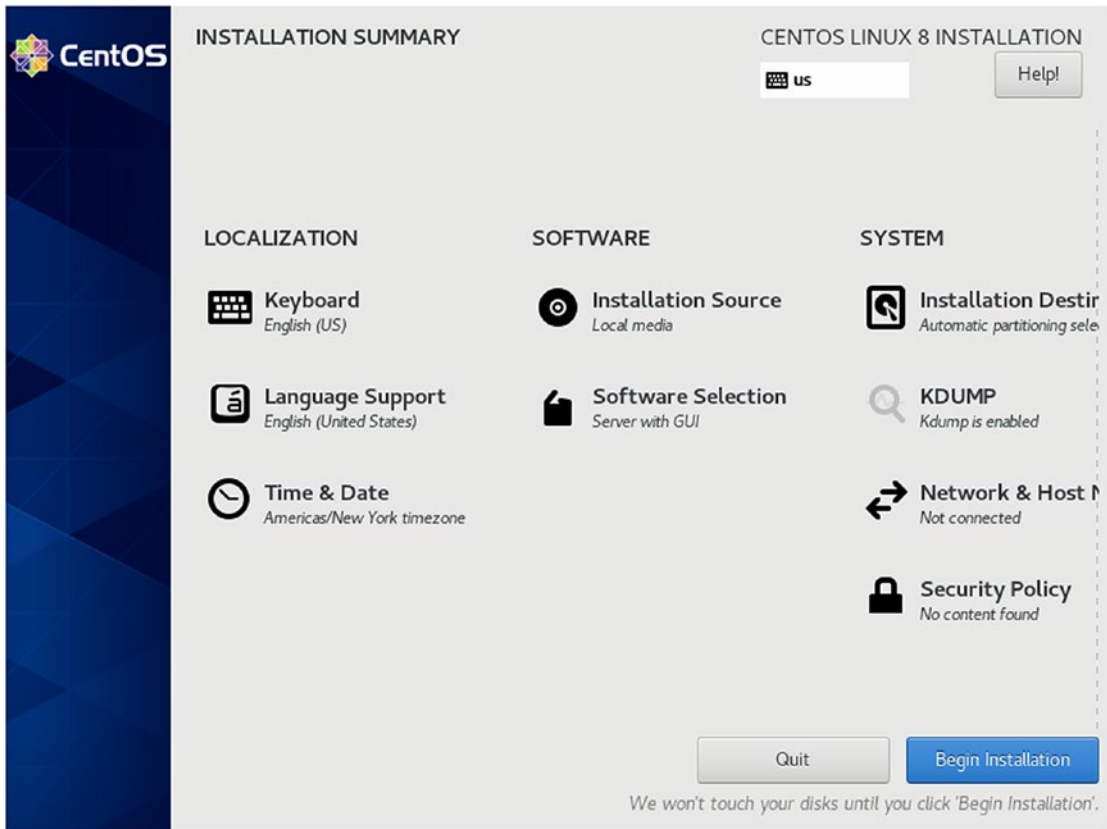 CentOS
INSTALLATION SUMMARY
CENTOS LINUX 8 INSTALLATION
us
Help!
LOCALIZATION
Keyboard
English (US)
Language Support
English (United States)
Time & Date
Americas/New York timezone
SOFTWARE
Installation Source
Local media
Software Selection
Server with GUI
SYSTEM
Installation Destin
Automatic partitioning sele
KDUMP
Kdump is enabled
Network & Host N
Not connected
Security Policy
No content found
Quit
Begin Installation
We won't touch your disks until you click 'Begin Installation'.